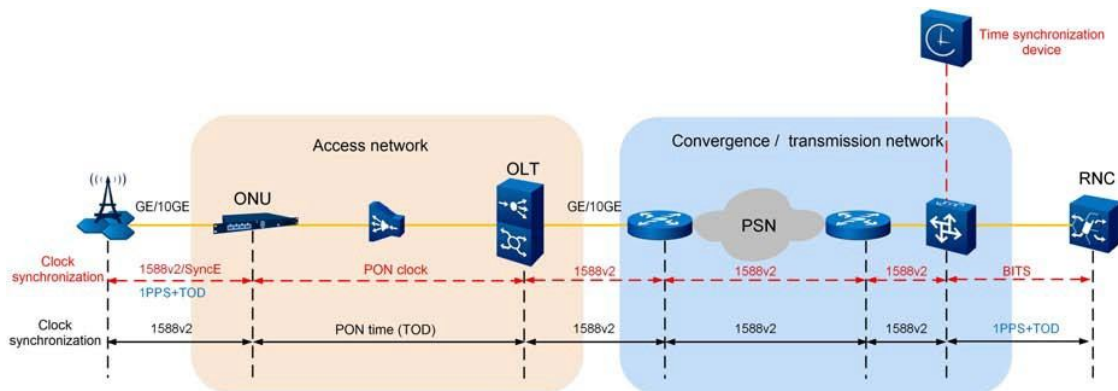 Time synchronization
device
Access network
Convergence / transmission network
OLT
RNC
ONU
GE/10GE
GE/10GE
PSN
Clock
synchronization
1588v2/SyncE
PON clock
1588v2
1588v2
1588v2
BITS
1PPS+TOD
Clock
synchronization
1588v2
PON time (TOD)
1588v2
1588v2
1588v2
1PPS+TOD